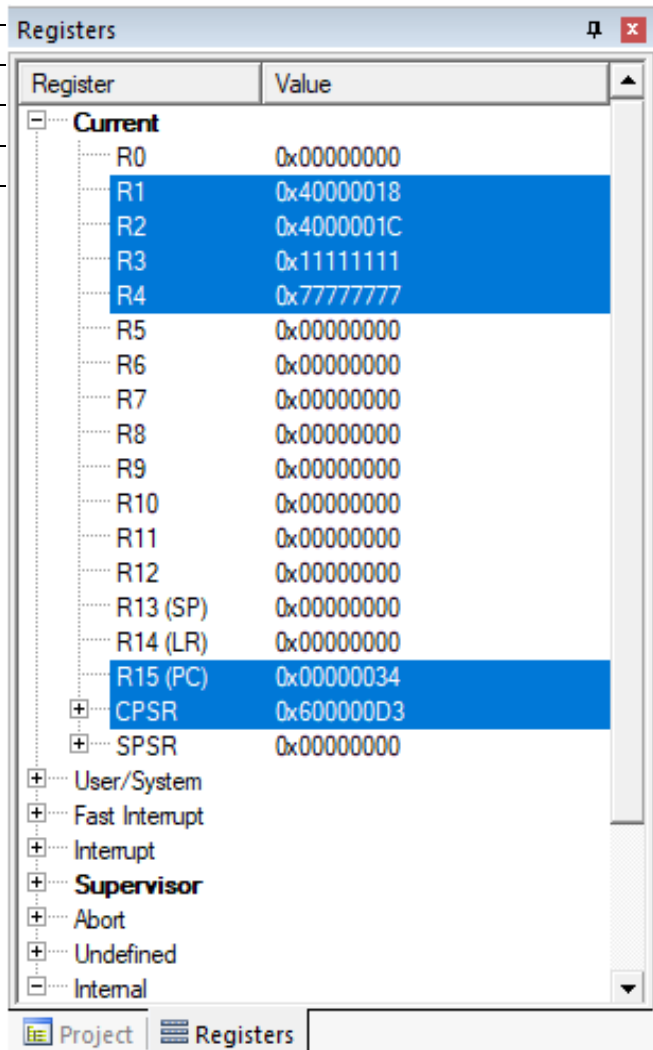 Registers
Register Value
Current
R0 0x00000000
R1 0x40000018
R2 0x4000001C
R3 0x11111111
R4 0x77777777
R5 0x00000000
R6 0x00000000
R7 0x00000000
R8 0x00000000
R9 0x00000000
R10 0x00000000
R11 0x00000000
R12 0x00000000
R13 (SP) 0x00000000
R14 (LR) 0x00000000
R15 (PC) 0x00000034
CPSR 0x600000D3
SPSR 0x00000000
User/System
Fast Interrupt
Interrupt
Supervisor
Abort
Undefined
Internal
Project Registers